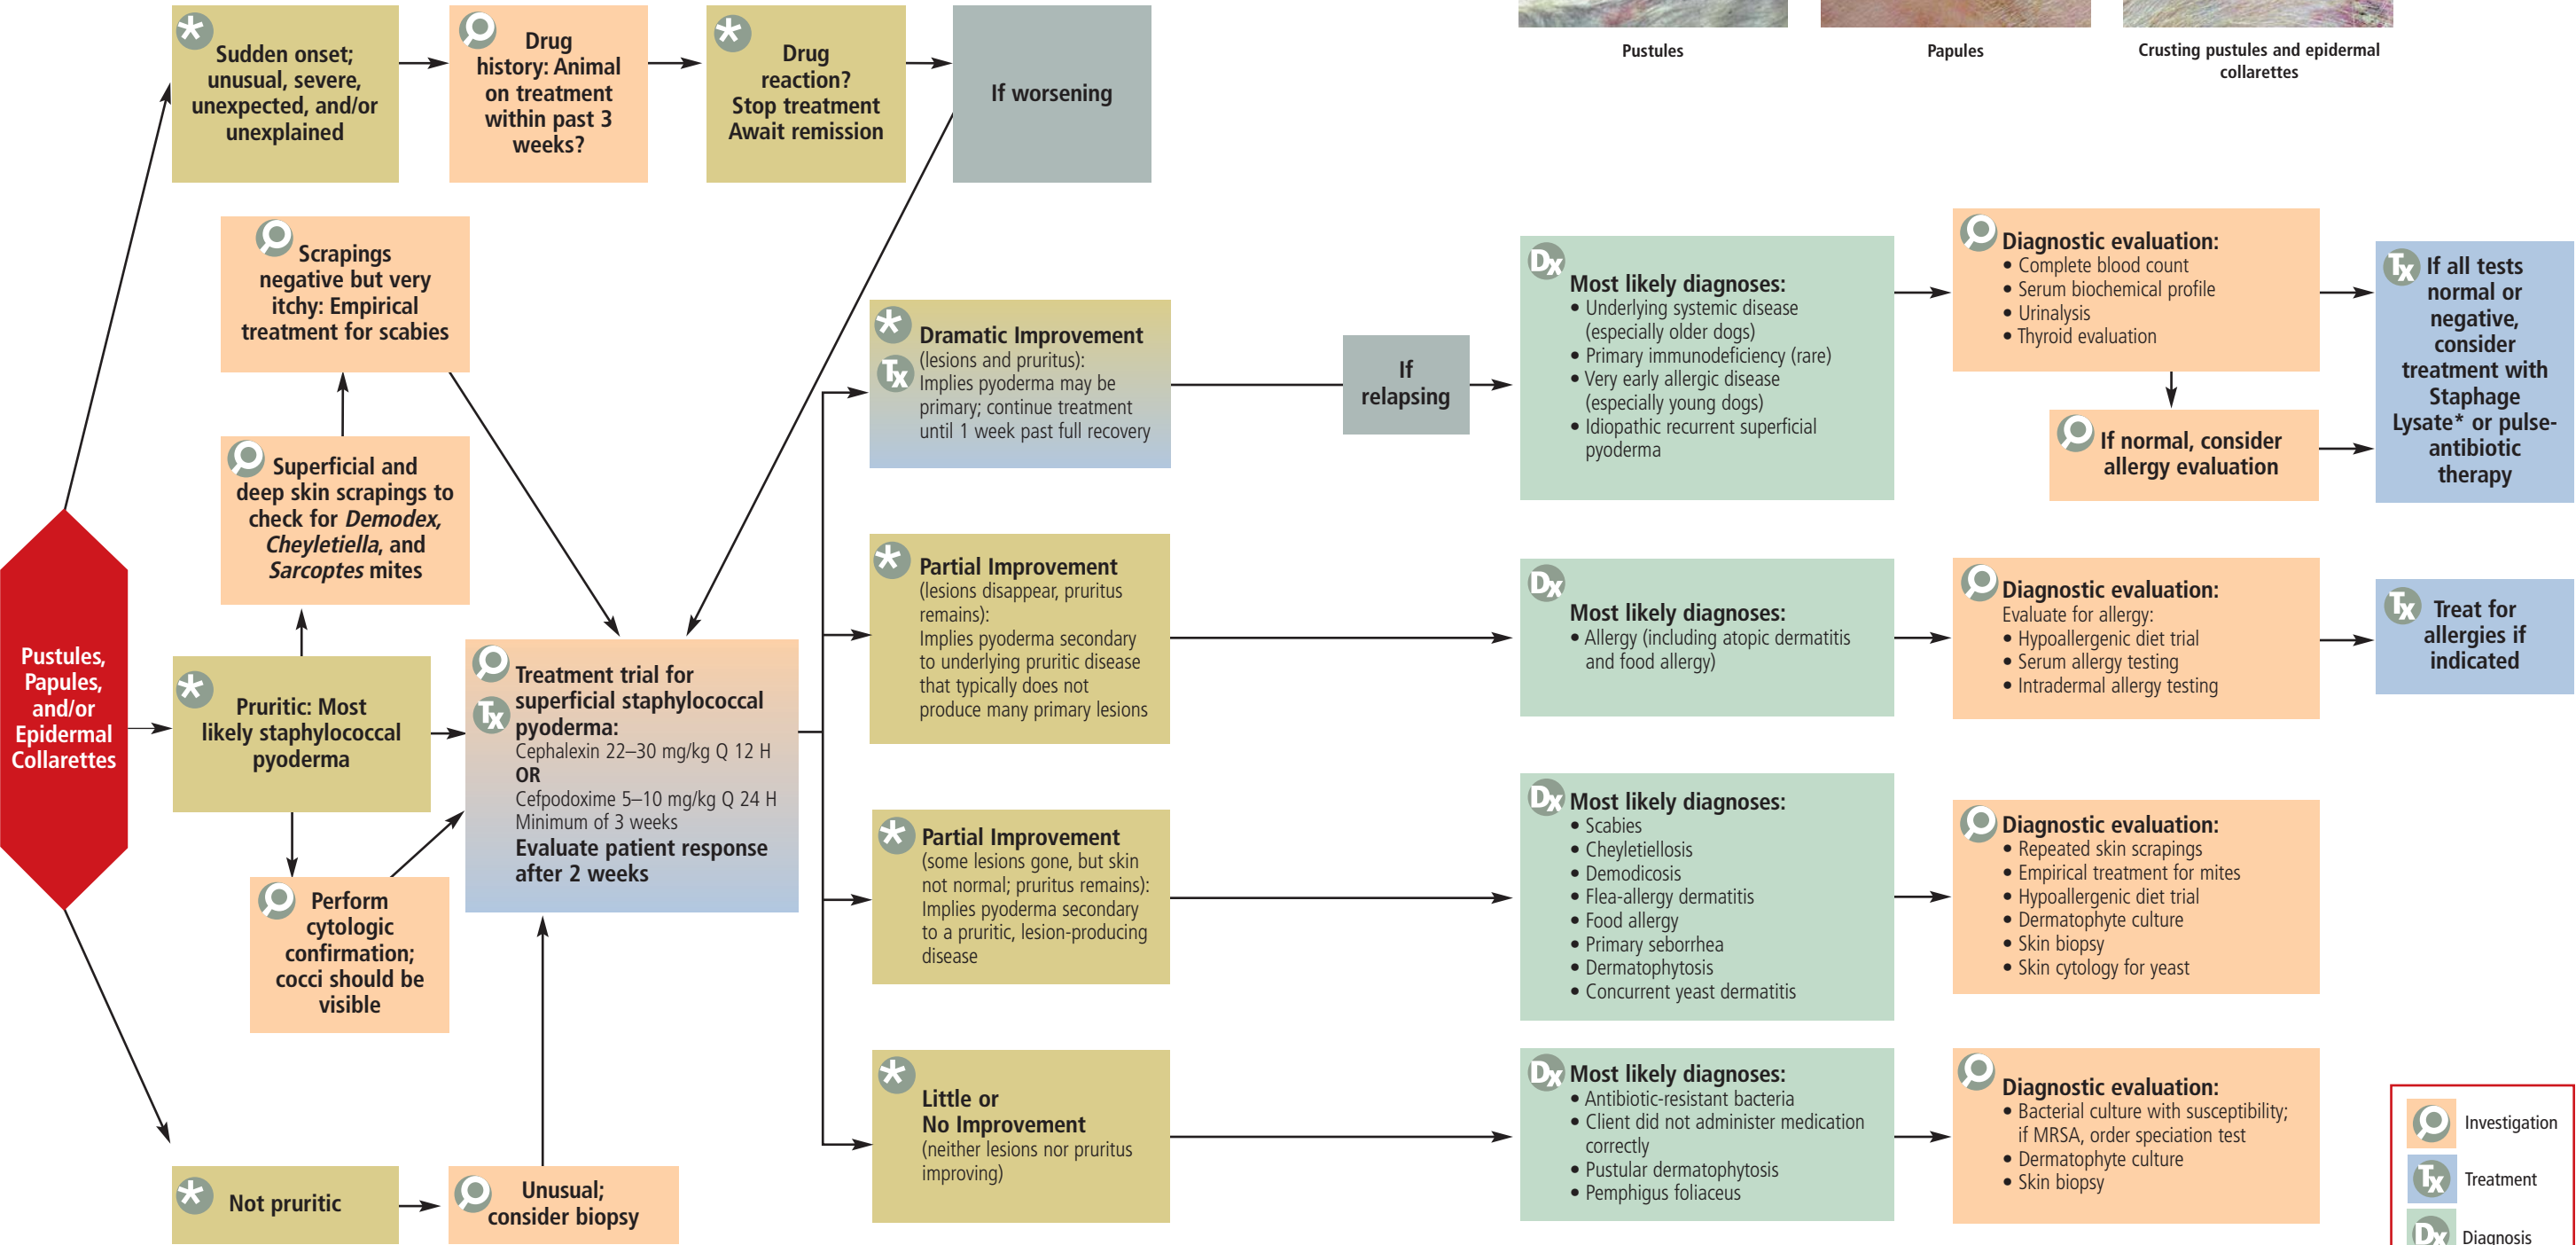 Pustules
Papules
Crusting pustules and epidermal
collarettes
Pustules,
Papules,
and/or
Epidermal
Collarettes
Sudden onset;
unusual, severe,
unexpected, and/or
unexplained
Drug
history: Animal
on treatment
within past 3
weeks?
Drug
reaction?
Stop treatment
Await remission
If worsening
Scrapings
negative but very
itchy: Empirical
treatment for scabies
Superficial and
deep skin scrapings to
check for Demodex,
Cheyletiella, and
Sarcoptes mites
Pruritic: Most
likely staphylococcal
pyoderma
Perform
cytologic
confirmation;
cocci should be
visible
Not pruritic
Unusual;
consider biopsy
Tx
Treatment trial for
superficial staphylococcal
pyoderma:
Cephalexin 22–30 mg/kg Q 12 H
OR
Cefpodoxime 5–10 mg/kg Q 24 H
Minimum of 3 weeks
Evaluate patient response
after 2 weeks
Tx
Dramatic Improvement
(lesions and pruritus):
Implies pyoderma may be
primary; continue treatment
until 1 week past full recovery
If
relapsing
Dx
Most likely diagnoses:
• Underlying systemic disease
(especially older dogs)
• Primary immunodeficiency (rare)
• Very early allergic disease
(especially young dogs)
• Idiopathic recurrent superficial
pyoderma
Diagnostic evaluation:
• Complete blood count
• Serum biochemical profile
• Urinalysis
• Thyroid evaluation
If normal, consider
allergy evaluation
Tx
If all tests
normal or
negative,
consider
treatment with
Staphage
Lysate* or pulse-
antibiotic
therapy
Partial Improvement
(lesions disappear, pruritus
remains):
Implies pyoderma secondary
to underlying pruritic disease
that typically does not
produce many primary lesions
Dx
Most likely diagnoses:
• Allergy (including atopic dermatitis
and food allergy)
Diagnostic evaluation:
Evaluate for allergy:
• Hypoallergenic diet trial
• Serum allergy testing
• Intradermal allergy testing
Tx
Treat for
allergies if
indicated
Partial Improvement
(some lesions gone, but skin
not normal; pruritus remains):
Implies pyoderma secondary
to a pruritic, lesion-producing
disease
Dx
Most likely diagnoses:
• Scabies
• Cheyletiellosis
• Demodicosis
• Flea-allergy dermatitis
• Food allergy
• Primary seborrhea
• Dermatophytosis
• Concurrent yeast dermatitis
Diagnostic evaluation:
• Repeated skin scrapings
• Empirical treatment for mites
• Hypoallergenic diet trial
• Dermatophyte culture
• Skin biopsy
• Skin cytology for yeast
Little or
No Improvement
(neither lesions nor pruritus
improving)
Dx
Most likely diagnoses:
• Antibiotic-resistant bacteria
• Client did not administer medication
correctly
• Pustular dermatophytosis
• Pemphigus foliaceus
Diagnostic evaluation:
• Bacterial culture with susceptibility;
if MRSA, order speciation test
• Dermatophyte culture
• Skin biopsy
Investigation
Tx
Treatment
Dx
Diagnosis